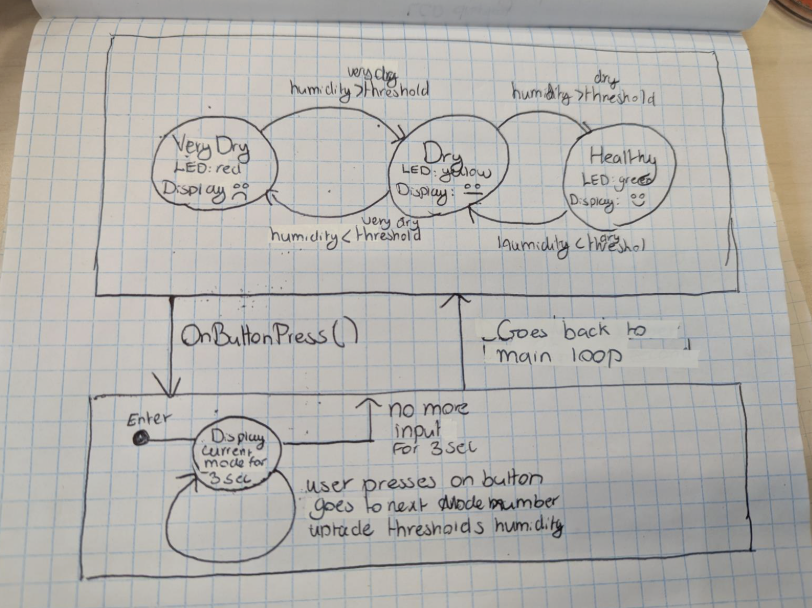 very dry
humidity > threshold
dry
humidity > threshold
Very Dry
LED: red
Display
Dry
LED: yellow
Display:
Healthy
LED: green
Display:
very dry
humidity < threshold
dry
humidity < threshol
OnButtonPress()
Goes back to
main loop
Enter
Display
current
mode for
3 sec
no more
input
For 3 sec
user presses on button
goes to next mode number
uptade thresholds humidity